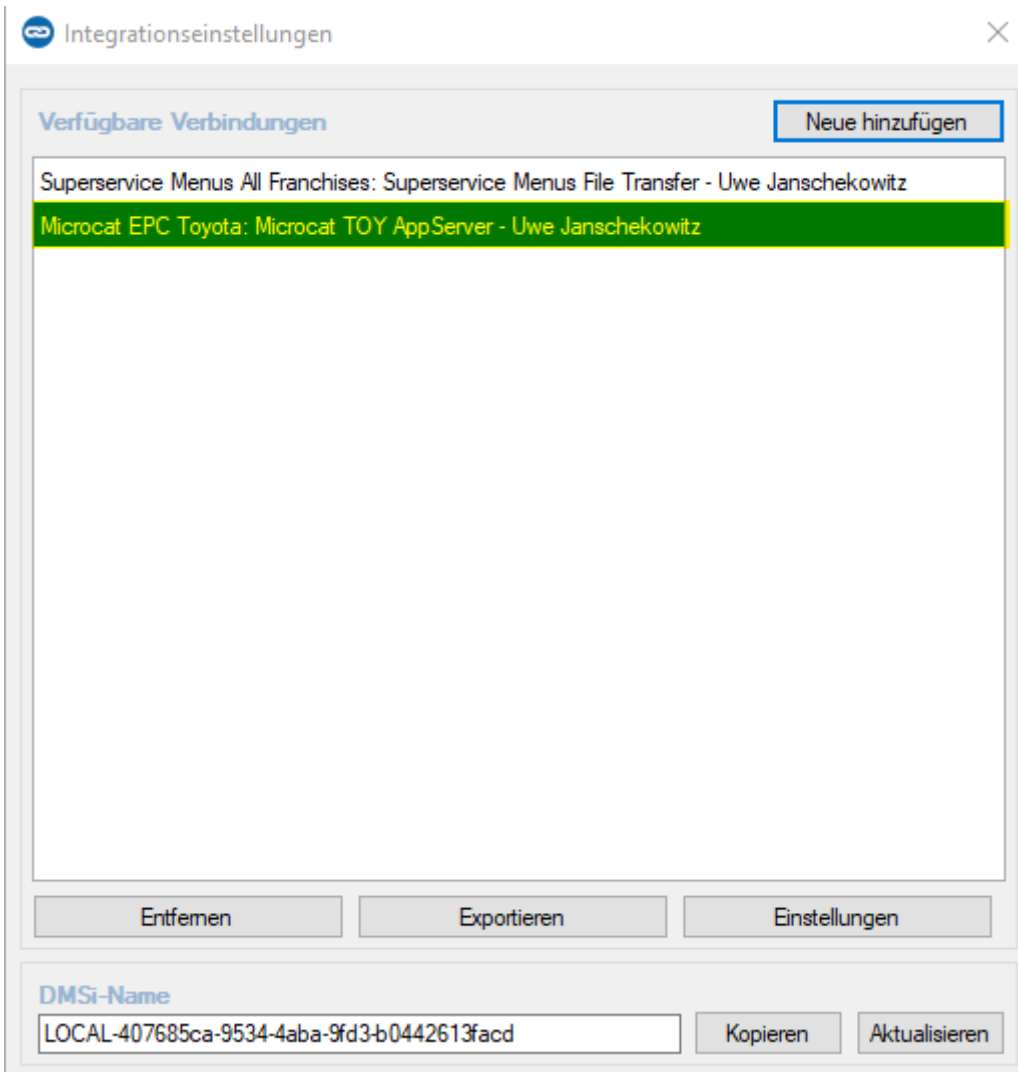 Integrationseinstellungen
Verfügbare Verbindungen
Neue hinzufügen
Superservice Menus All Franchises: Superservice Menus File Transfer - Uwe Janschekowitz
Microcat EPC Toyota: Microcat TOY AppServer - Uwe Janschekowitz
Entfernen
Exportieren
Einstellungen
DMSi-Name
LOCAL-407685ca-9534-4aba-9fd3-b0442613facd
Kopieren
Aktualisieren